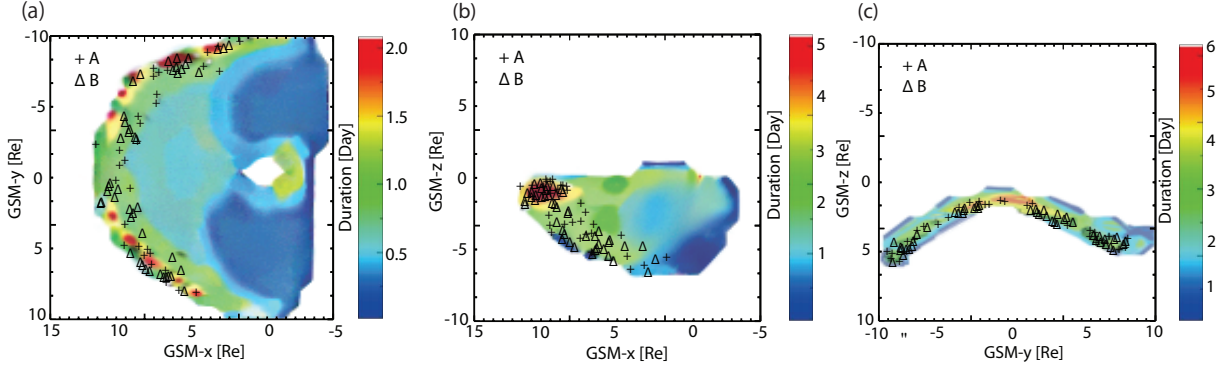 (a)
+ A
Δ B
-10
-5
0
5
10
GSM-y [Re]
15
10
5
0
-5
GSM-x [Re]
2.0
1.5
1.0
0.5
Duration [Day]
(b)
+ A
Δ B
-10
-5
0
5
10
GSM-z [Re]
15
10
5
0
-5
GSM-x [Re]
5
4
3
2
1
Duration [Day]
(c)
+ A
Δ B
-10
-5
0
5
10
GSM-z [Re]
-10
"
-5
0
5
10
GSM-y [Re]
6
5
4
3
2
1
Duration [Day]